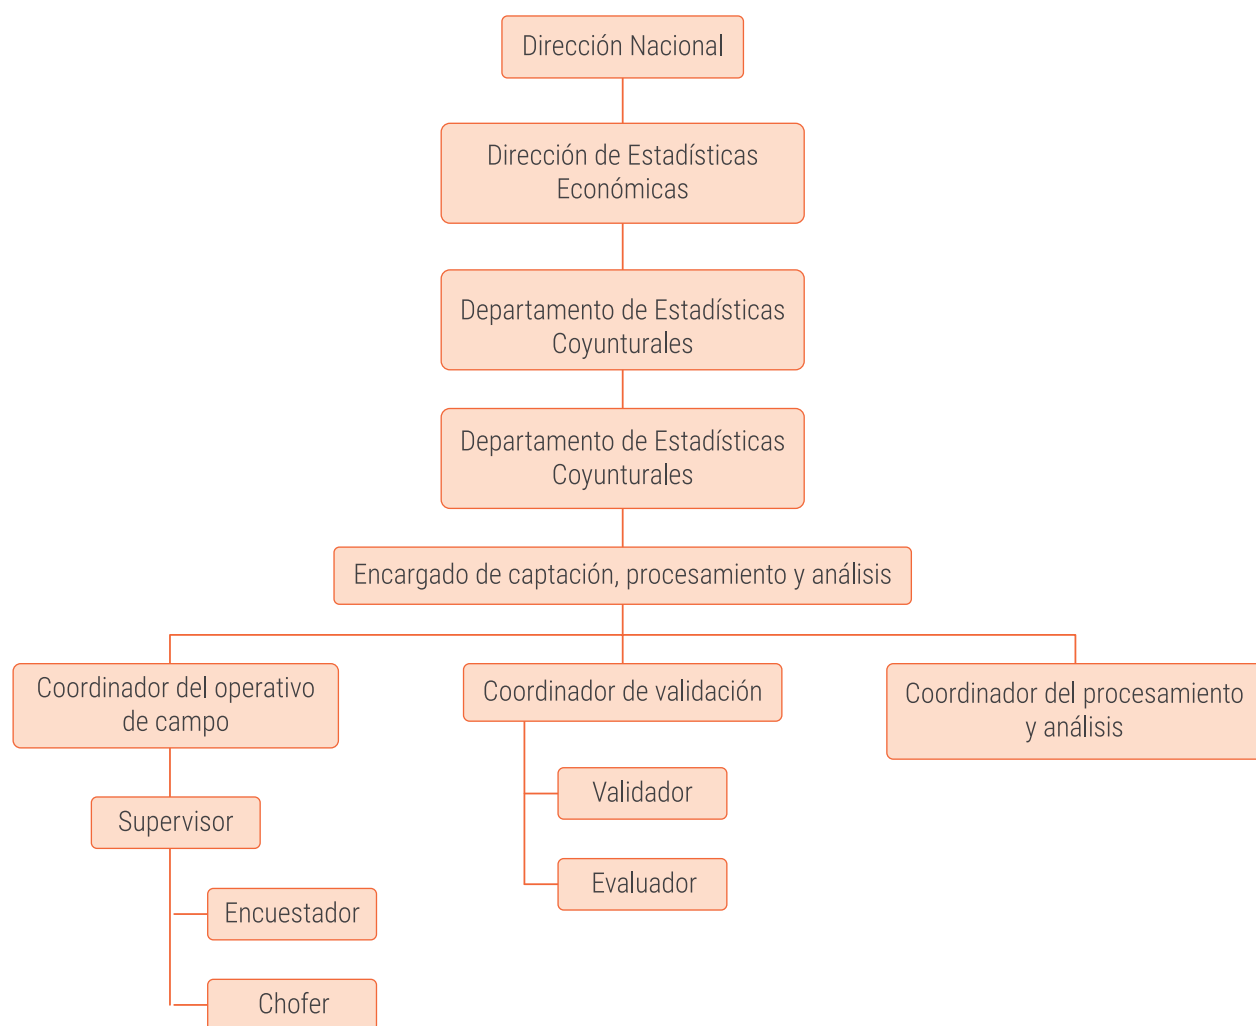 Dirección Nacional
Dirección de Estadísticas
Económicas
Departamento de Estadísticas
Coyunturales
Departamento de Estadísticas
Coyunturales
Encargado de captación, procesamiento y análisis
Coordinador del operativo
de campo
Coordinador de validación
Coordinador del procesamiento
y análisis
Supervisor
Encuestador
Chofer
Validador
Evaluador